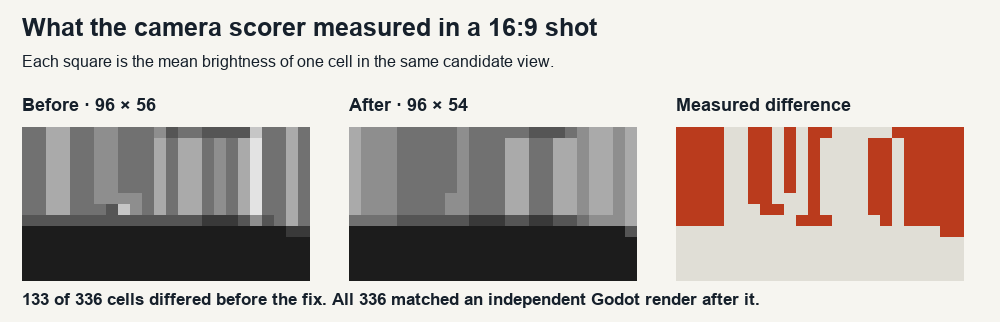 What the camera scorer measured in a 16:9 shot
Each square is the mean brightness of one cell in the same candidate view.
Before · 96 × 56
After · 96 × 54
Measured difference
133 of 336 cells differed before the fix. All 336 matched an independent Godot render after it.